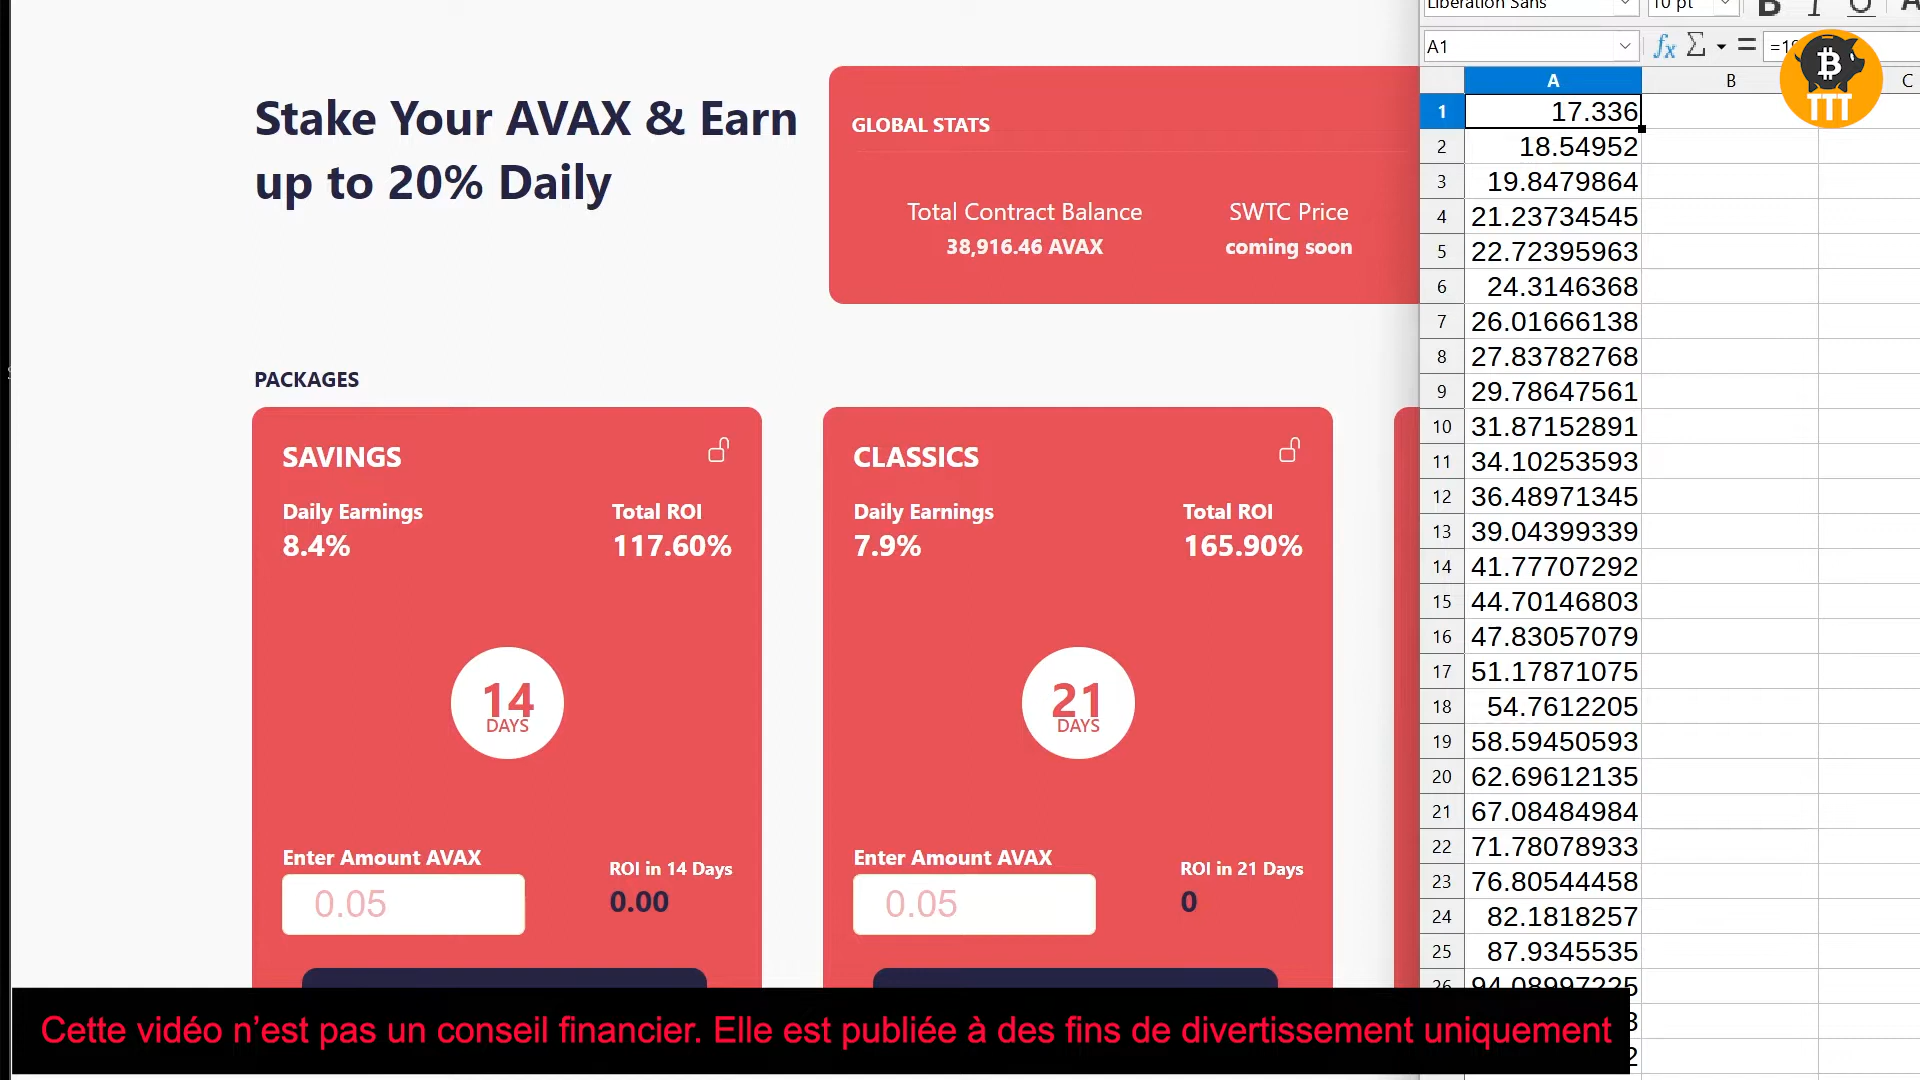 Stake Your AVAX & Earn
up to 20% Daily
GLOBAL STATS
Total Contract Balance
38,916.46 AVAX
SWTC Price
coming soon
PACKAGES
SAVINGS
Daily Earnings
8.4%
Total ROI
117.60%
14
DAYS
Enter Amount AVAX
0.05
ROI in 14 Days
0.00
CLASSICS
Daily Earnings
7.9%
Total ROI
165.90%
21
DAYS
Enter Amount AVAX
0.05
ROI in 21 Days
0
Liberation Sans 10 pt B I U
A1
A B C
1 17.336
2 18.54952
3 19.8479864
4 21.23734545
5 22.72395963
6 24.3146368
7 26.01666138
8 27.83782768
9 29.78647561
10 31.87152891
11 34.10253593
12 36.48971345
13 39.04399339
14 41.77707292
15 44.70146803
16 47.83057079
17 51.17871075
18 54.7612205
19 58.59450593
20 62.69612135
21 67.08484984
22 71.78078933
23 76.80544458
24 82.1818257
25 87.9345535
26 94.08997225
TTT
Cette vidéo n’est pas un conseil financier. Elle est publiée à des fins de divertissement uniquement